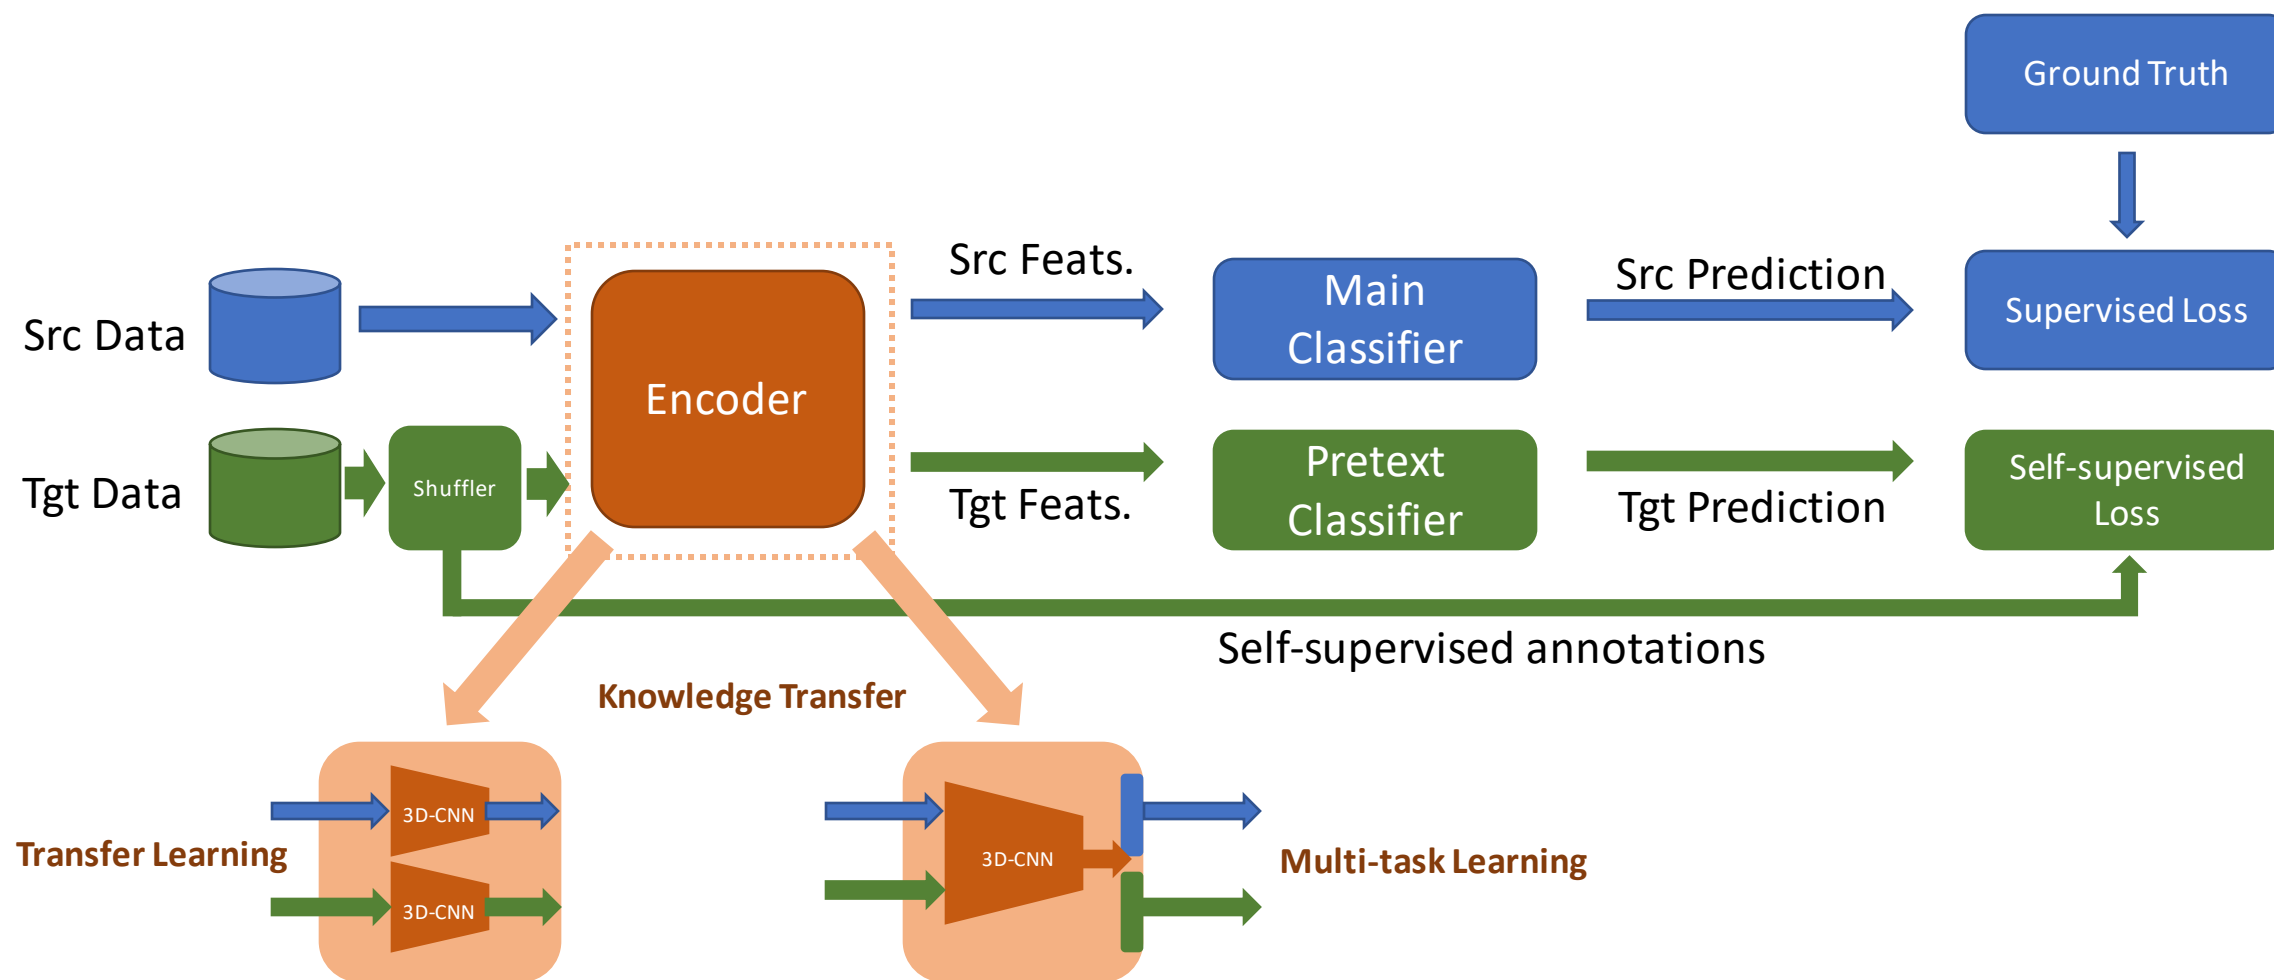 Ground Truth
Src Data
Src Feats.
Main
Classifier
Src Prediction
Supervised Loss
Encoder
Tgt Data
Shuffler
Tgt Feats.
Pretext
Classifier
Tgt Prediction
Self-supervised
Loss
Self-supervised annotations
Knowledge Transfer
Transfer Learning
3D-CNN
3D-CNN
3D-CNN
Multi-task Learning